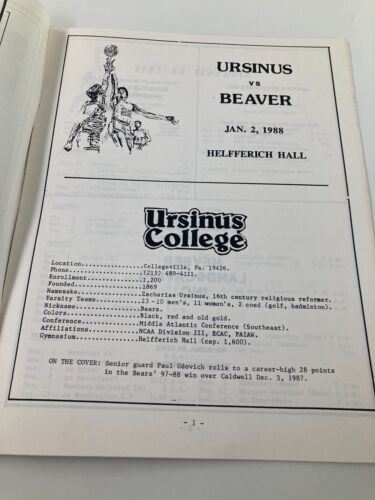 URSINUS
vs
BEAVER
JAN. 2, 1988
HELFFERICH HALL
Ursinus
College
Location....................Collegeville, Pa. 19426.
Phone.......................(215) 489-4111.
Enrollment..................1,200
Founded.....................1869
Namesake....................Zacharias Ursinus, 16th century religious reformer.
Varsity Teams...............23-10 men's, 11 women's, 2 coed (golf, badminton).
Nickname....................Bears.
Colors......................Black, red and old gold.
Conference..................Middle Atlantic Conference (Southeast).
Affiliations................NCAA Division III, ECAC, PAIAW.
Gymnasium...................Helfferich Hall (cap. 1,600).
ON THE COVER: Senior guard Paul Udovich rolls to a career-high 28 points
in the Bears' 97-88 win over Caldwell Dec. 3, 1987.
- 1 -